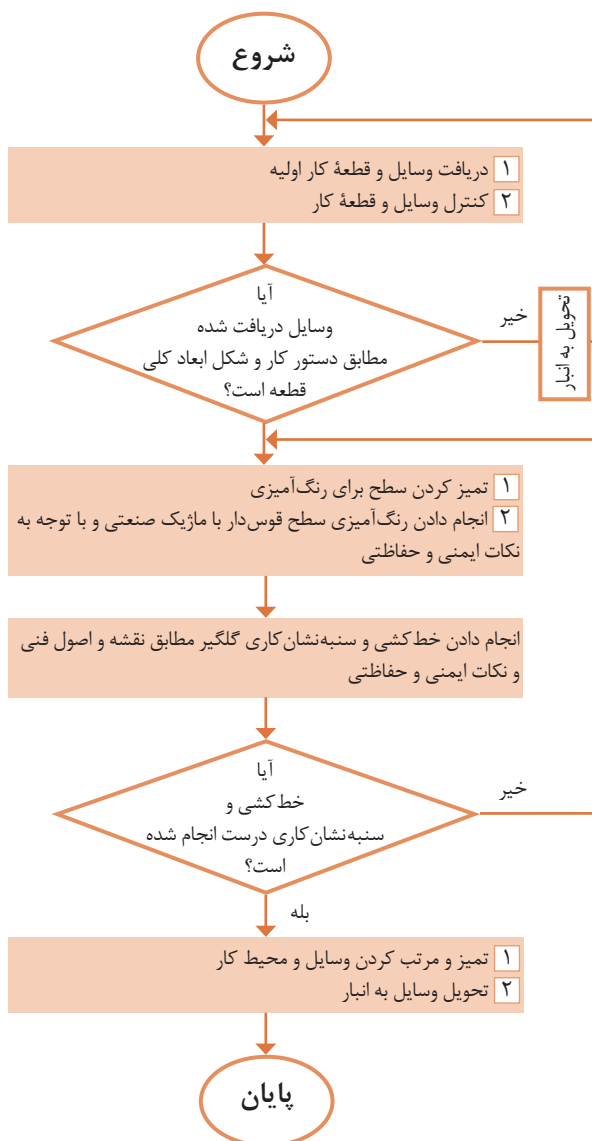 شروع
۱ دریافت وسایل و قطعهٔ کار اولیه
۲ کنترل وسایل و قطعهٔ کار
آیا
وسایل دریافت شده
مطابق دستور کار و شکل ابعاد کلی
قطعه است؟
خیر
تحویل به انبار
۱ تمیز کردن سطح برای رنگ‌آمیزی
۲ انجام دادن رنگ‌آمیزی سطح قوس‌دار با ماژیک صنعتی و با توجه به
نکات ایمنی و حفاظتی
انجام دادن خط‌کشی و سنبه‌نشان‌کاری گلگیر مطابق نقشه و اصول فنی
و نکات ایمنی و حفاظتی
آیا
خط‌کشی و
سنبه‌نشان‌کاری درست انجام شده
است؟
خیر
بله
۱ تمیز و مرتب کردن وسایل و محیط کار
۲ تحویل وسایل به انبار
پایان